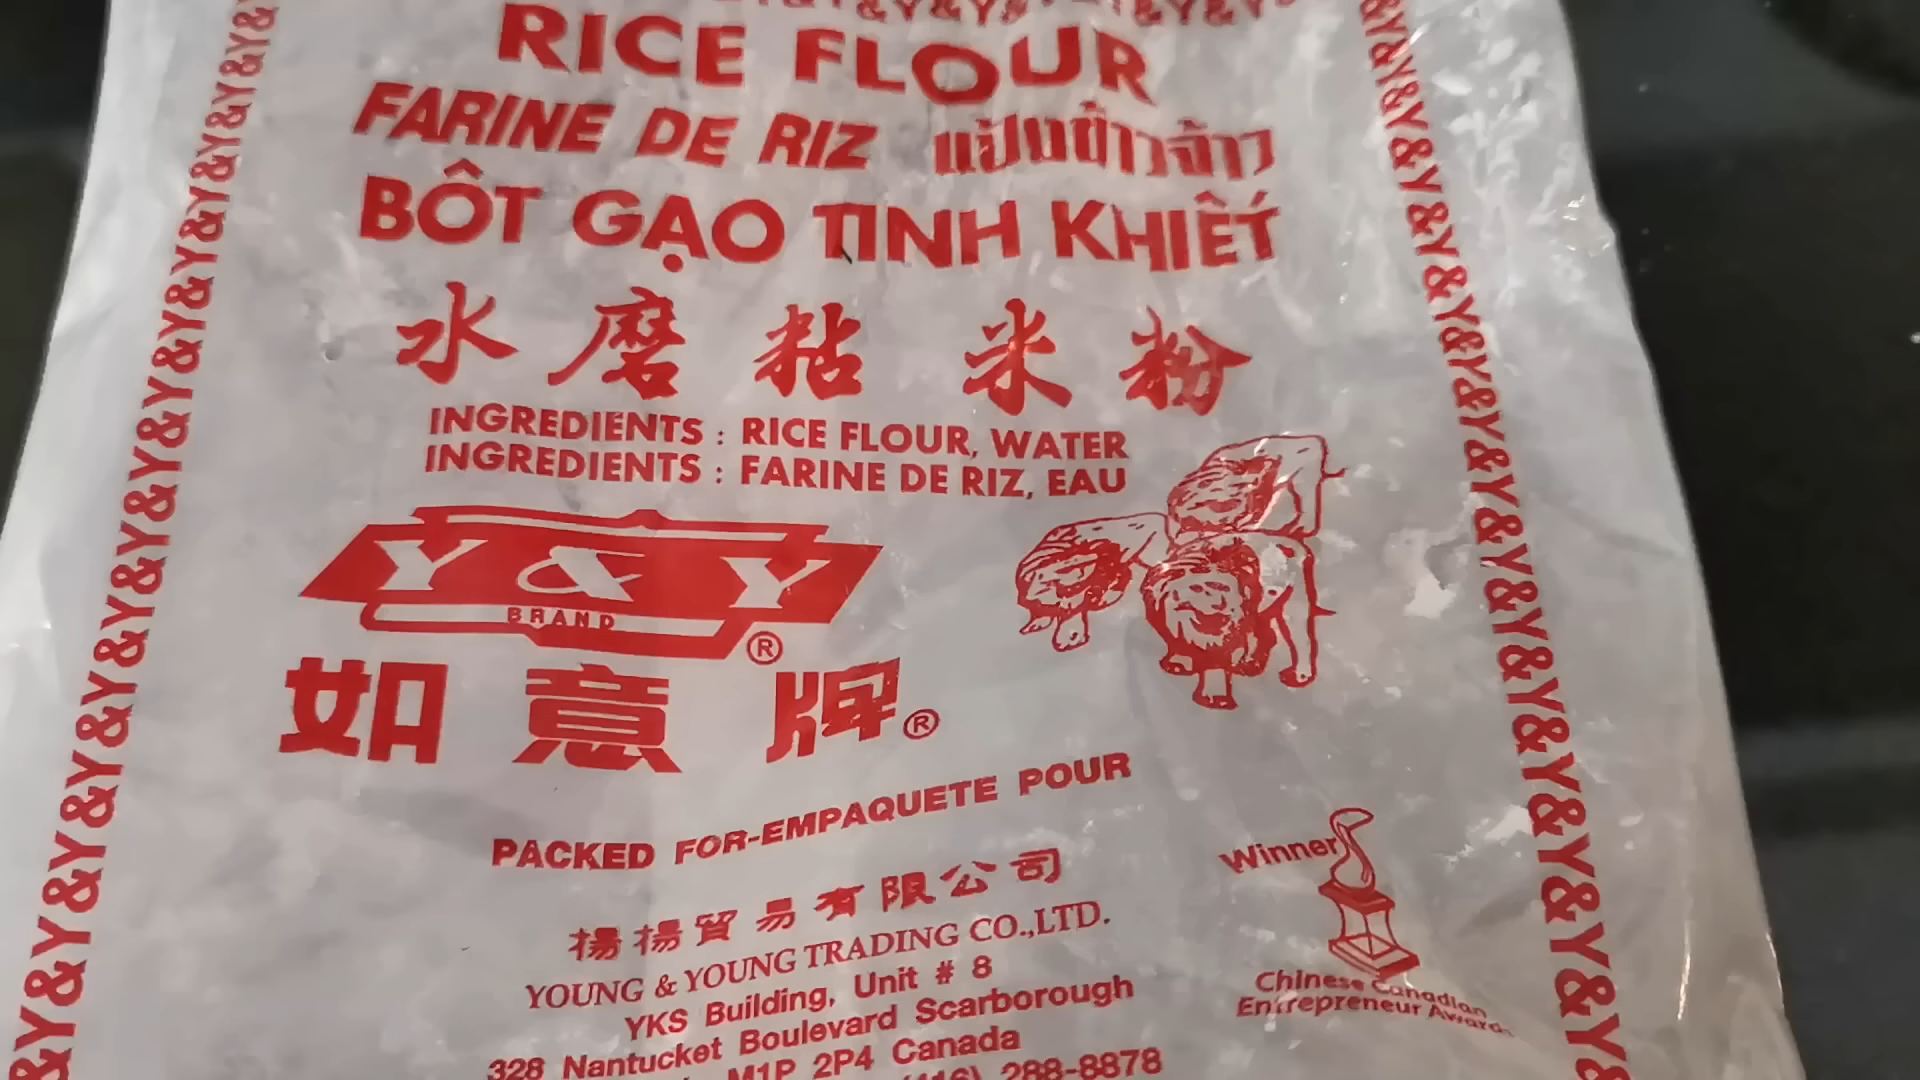 RICE FLOUR
FARINE DE RIZ แป้งข้าวจ้าว
BÔT GẠO TINH KHIẾT
水磨粘米粉
INGREDIENTS : RICE FLOUR, WATER
INGREDIENTS : FARINE DE RIZ, EAU
Y & Y
BRAND
®
如意牌®
PACKED FOR-EMPAQUETE POUR
楊楊貿易有限公司
YOUNG & YOUNG TRADING CO.,LTD.
YKS Building, Unit # 8
328 Nantucket Boulevard Scarborough
M1P 2P4 Canada
(416) 288-8878
Winner
Chinese Canadian
Entrepreneur Awards